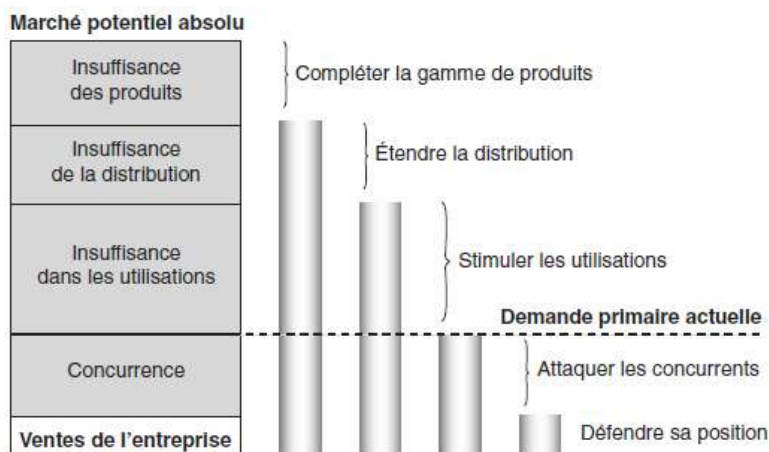 Marché potentiel absolu
Insuffisance
des produits
Compléter la gamme de produits
Insuffisance
de la distribution
Étendre la distribution
Insuffisance
dans les utilisations
Stimuler les utilisations
Demande primaire actuelle
Concurrence
Attaquer les concurrents
Ventes de l'entreprise
Défendre sa position